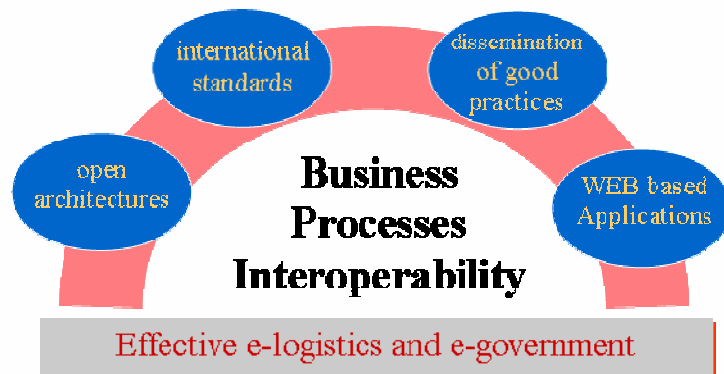 international
standards
dissemination
of good
practices
open
architectures
WEB based
Applications
Business
Processes
Interoperability
Effective e-logistics and e-government